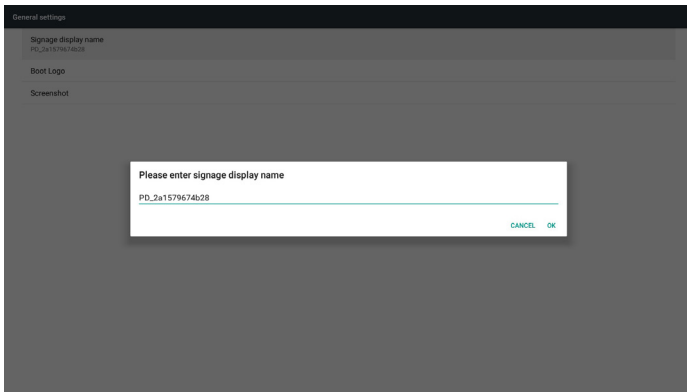 General settings
Signage display name
PD_2a1579674b28
Boot Logo
Screenshot
Please enter signage display name
PD_2a1579674b28
CANCEL OK